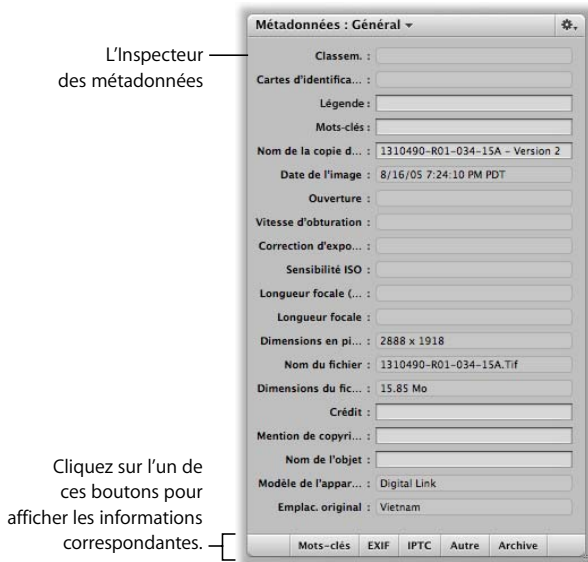 Métadonnées : Général
L'Inspecteur
des métadonnées
Classem. :
Cartes d'identifica... :
Légende :
Mots-clés :
Nom de la copie d... : 1310490-R01-034-15A - Version 2
Date de l'image : 8/16/05 7:24:10 PM PDT
Ouverture :
Vitesse d'obturation :
Correction d'expo... :
Sensibilité ISO :
Longueur focale (... :
Longueur focale :
Dimensions en pi... : 2888 x 1918
Nom du fichier : 1310490-R01-034-15A.Tif
Dimensions du fic... : 15.85 Mo
Crédit :
Mention de copyri... :
Nom de l'objet :
Modèle de l'appar... : Digital Link
Emplac. original : Vietnam
Cliquez sur l'un de
ces boutons pour
afficher les informations
correspondantes.
Mots-clés EXIF IPTC Autre Archive